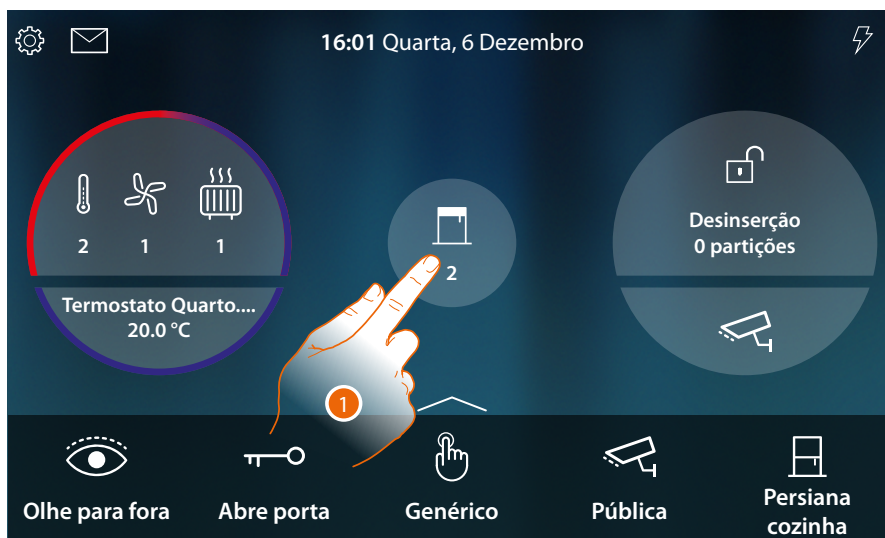 16:01 Quarta, 6 Dezembro
2 1 1
Termostato Quarto....
20.0 °C
2
1
Desinserção
0 partições
Olhe para fora
Abre porta
Genérico
Pública
Persiana
cozinha